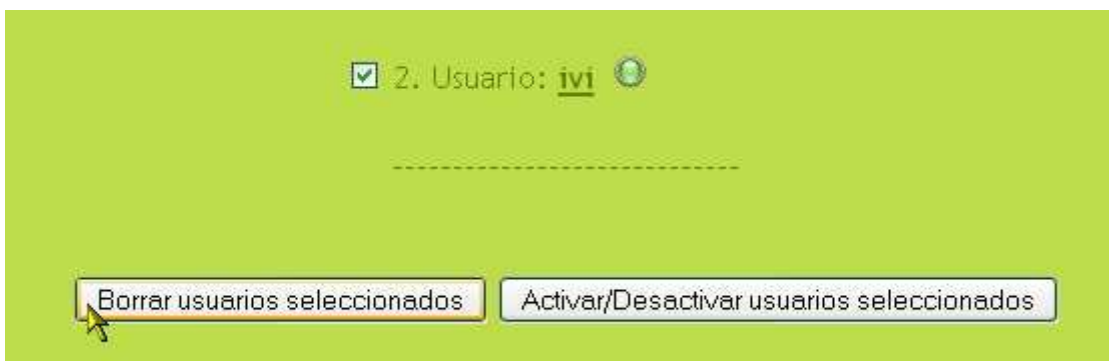 2. Usuario: ivi
-----------------------------
Borrar usuarios seleccionados
Activar/Desactivar usuarios seleccionados